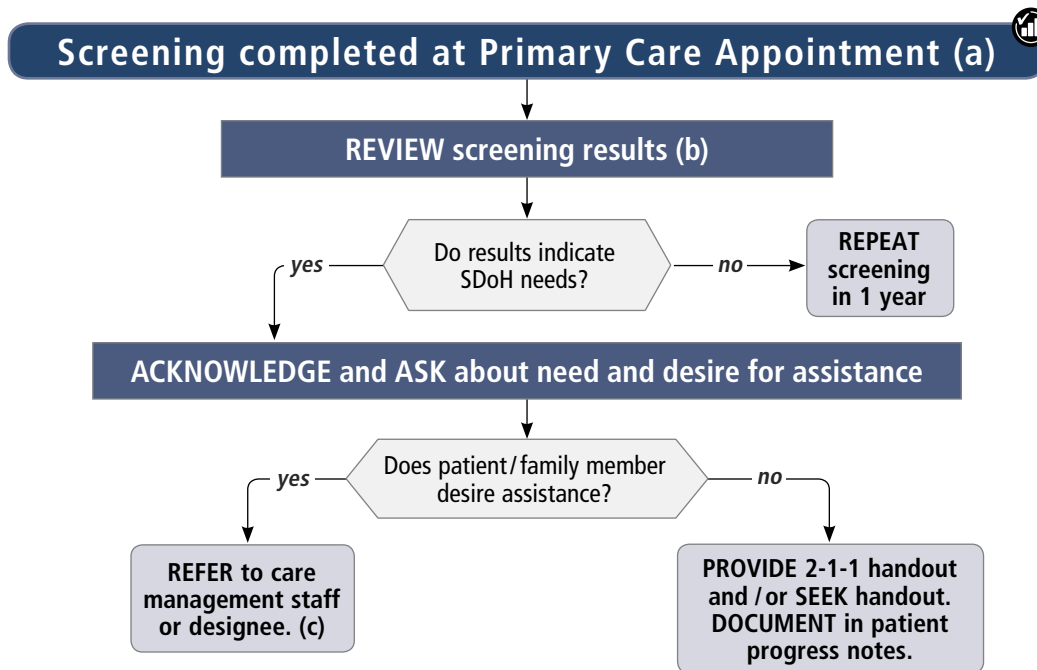 Screening completed at Primary Care Appointment (a)
REVIEW screening results (b)
Do results indicate
SDoH needs?
yes
no
REPEAT
screening
in 1 year
ACKNOWLEDGE and ASK about need and desire for assistance
Does patient/family member
desire assistance?
yes
no
REFER to care
management staff
or designee. (c)
PROVIDE 2-1-1 handout
and/or SEEK handout.
DOCUMENT in patient
progress notes.